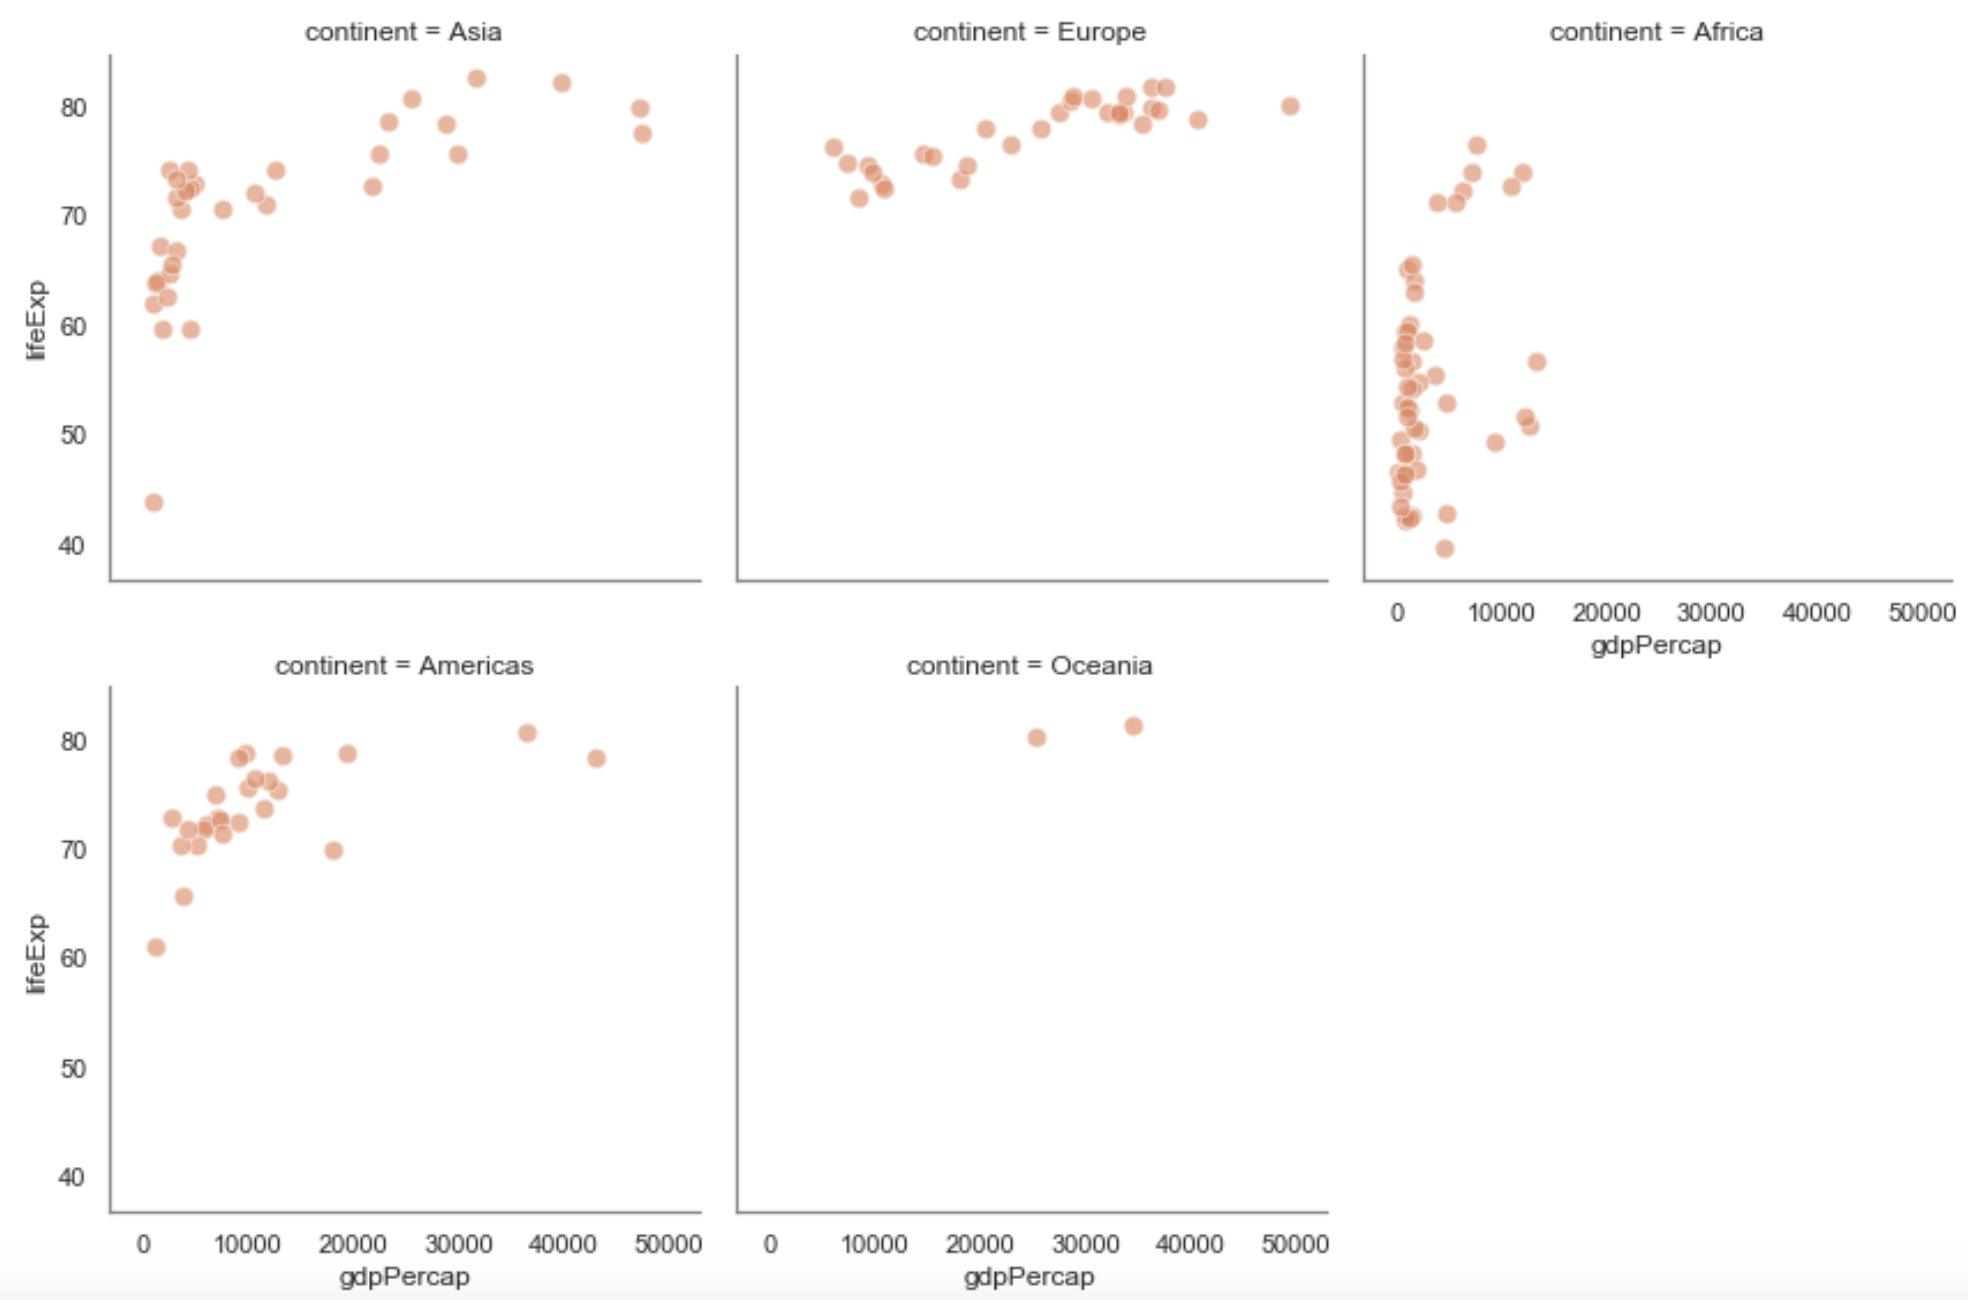 continent = Asia
continent = Europe
continent = Africa
80
70
60
50
40
lifeExp
0 10000 20000 30000 40000 50000
gdpPercap
continent = Americas
continent = Oceania
80
70
60
50
40
lifeExp
0 10000 20000 30000 40000 50000
gdpPercap
0 10000 20000 30000 40000 50000
gdpPercap